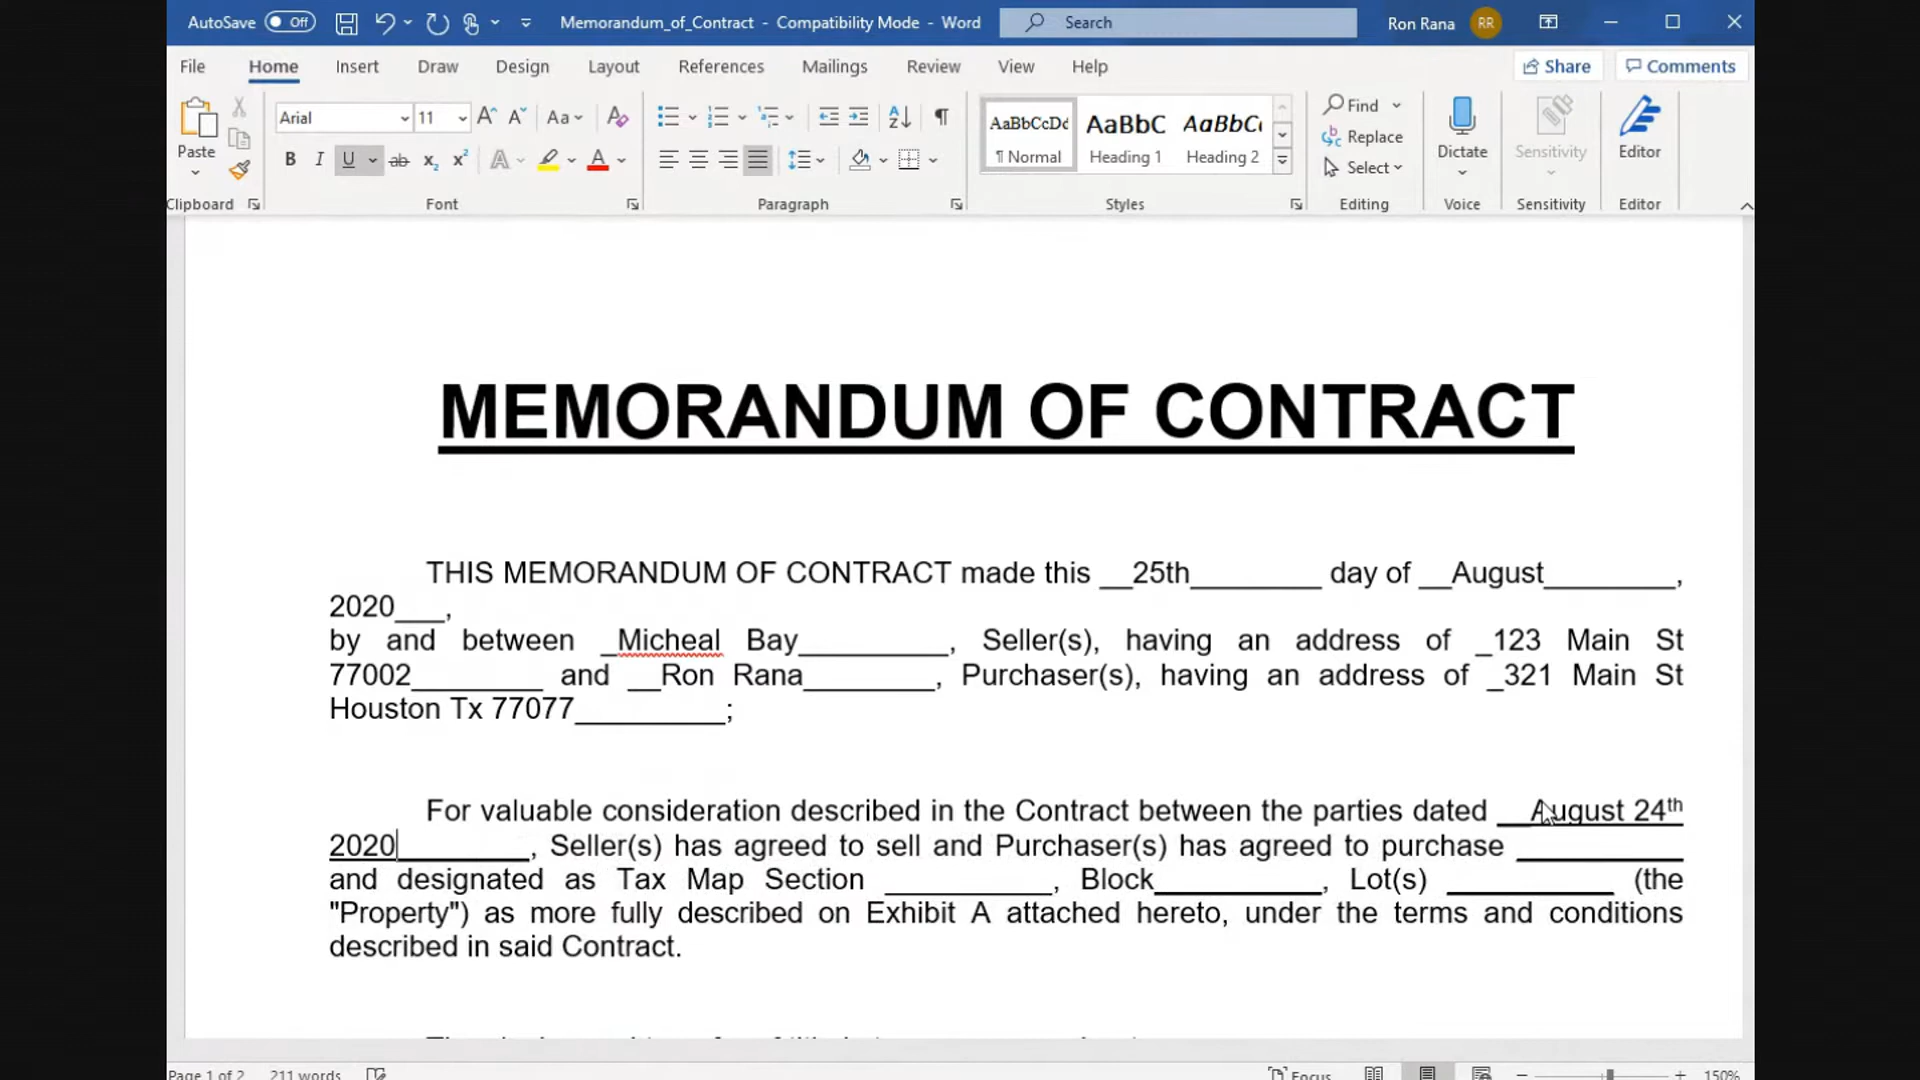 AutoSave Off Memorandum_of_Contract - Compatibility Mode - Word Search Ron Rana RR
File Home Insert Draw Design Layout References Mailings Review View Help Share Comments
Paste Arial 11 Aa AaBbCcDd AaBbC AaBbC Find Replace Select Dictate Sensitivity Editor
B I U ab x₂ x² A A ¶ Normal Heading 1 Heading 2
Clipboard Font Paragraph Styles Editing Voice Sensitivity Editor
MEMORANDUM OF CONTRACT
THIS MEMORANDUM OF CONTRACT made this __25th________ day of __August________,
2020___,
by and between _Micheal Bay_________, Seller(s), having an address of _123 Main St
77002________ and __Ron Rana________, Purchaser(s), having an address of _321 Main St
Houston Tx 77077_________;
For valuable consideration described in the Contract between the parties dated __August 24th
2020________, Seller(s) has agreed to sell and Purchaser(s) has agreed to purchase __________
and designated as Tax Map Section __________, Block__________, Lot(s) __________ (the
"Property") as more fully described on Exhibit A attached hereto, under the terms and conditions
described in said Contract.
Page 1 of 2 211 words Focus 150%